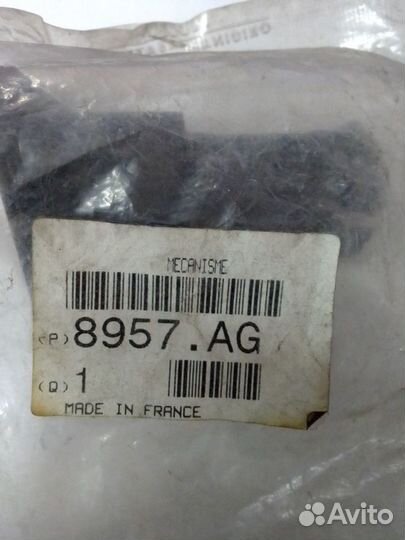 MECANISME
(P) 8957.AG
(Q) 1
MADE IN FRANCE
Avito